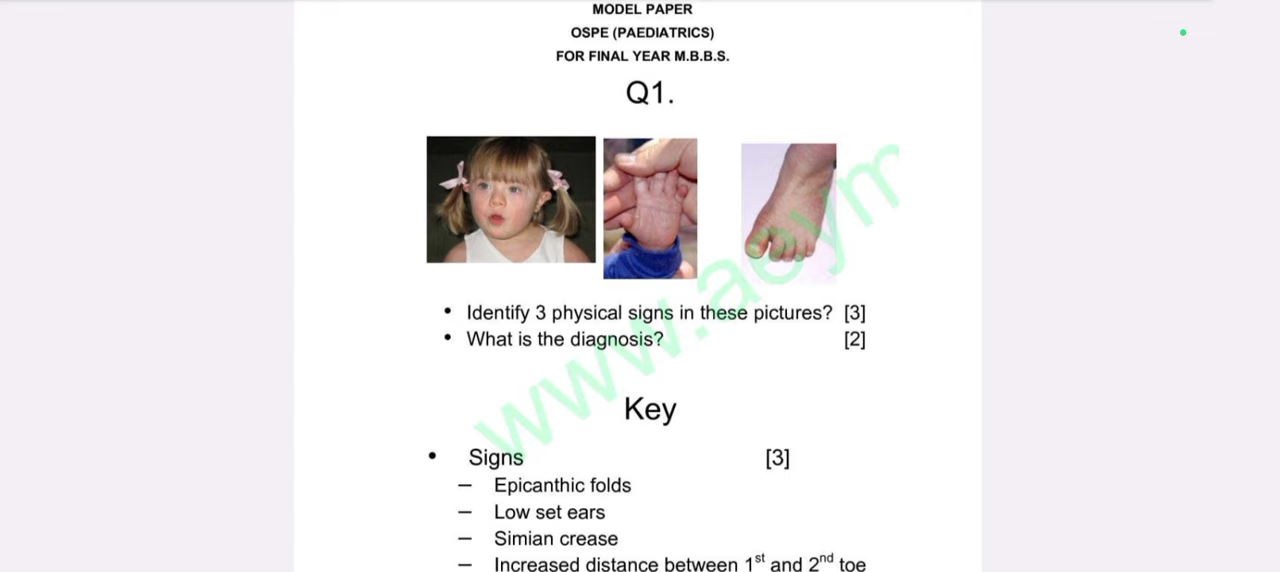 MODEL PAPER
OSPE (PAEDIATRICS)
FOR FINAL YEAR M.B.B.S.
Q1.
• Identify 3 physical signs in these pictures? [3]
• What is the diagnosis? [2]
Key
• Signs [3]
– Epicanthic folds
– Low set ears
– Simian crease
– Increased distance between 1st and 2nd toe